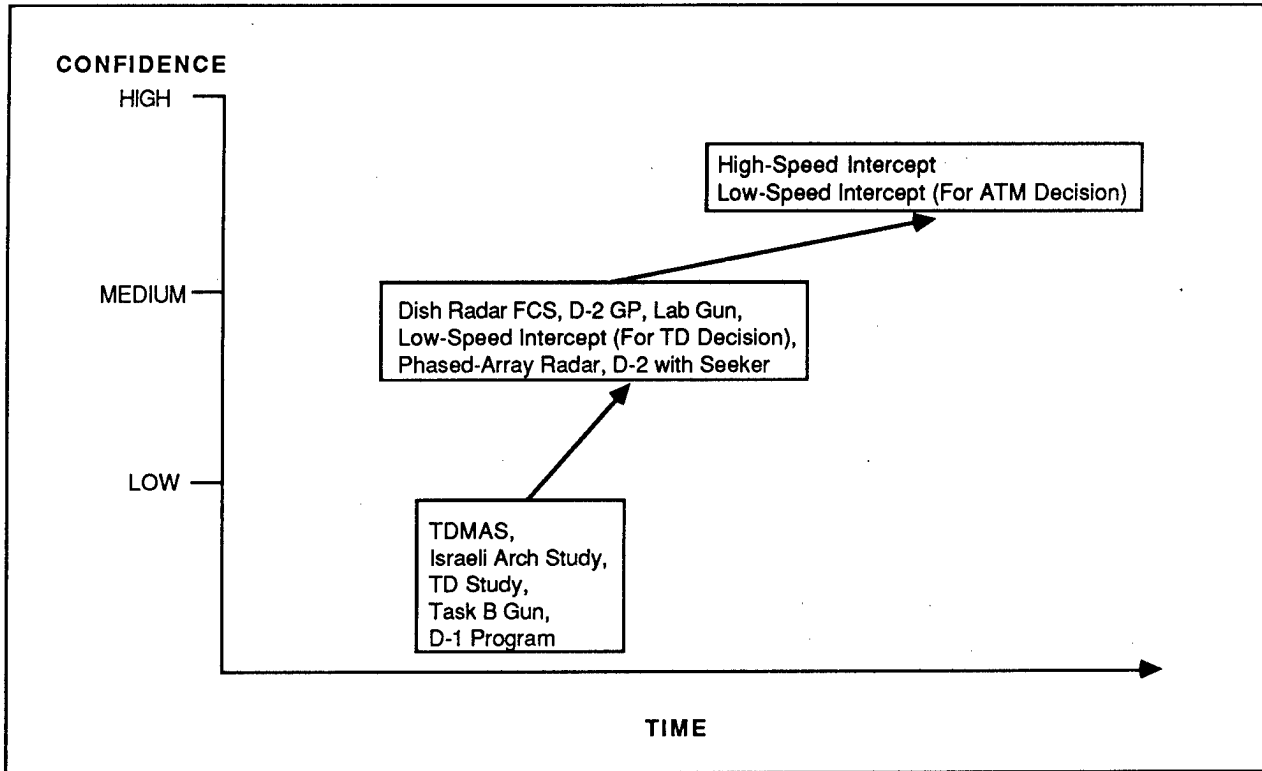 CONFIDENCE
HIGH
High-Speed Intercept
Low-Speed Intercept (For ATM Decision)
MEDIUM
Dish Radar FCS, D-2 GP, Lab Gun,
Low-Speed Intercept (For TD Decision),
Phased-Array Radar, D-2 with Seeker
LOW
TDMAS,
Israeli Arch Study,
TD Study,
Task B Gun,
D-1 Program
TIME